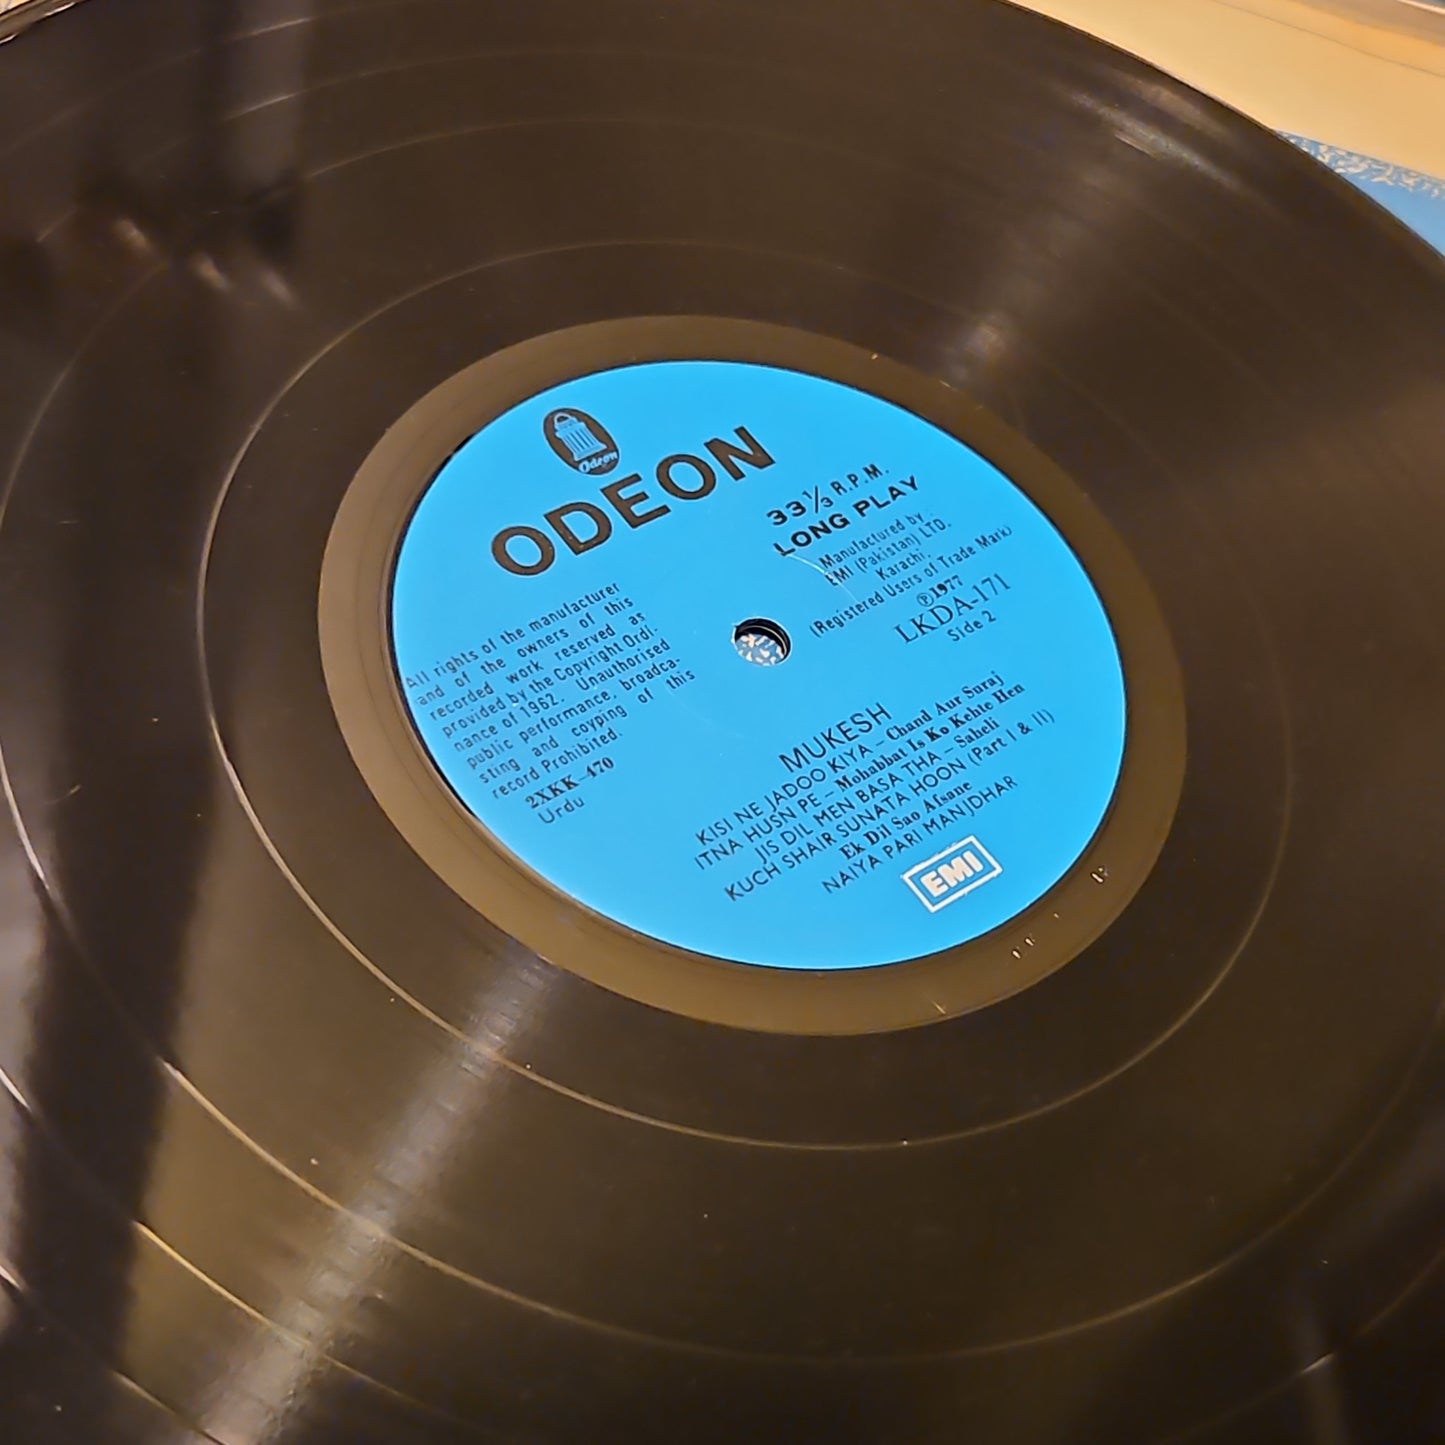 Odeon
ODEON
33⅓ R.P.M.
LONG PLAY
Manufactured by :
EMI (Pakistan) LTD.
Karachi.
(Registered Users of Trade Mark)
℗1977
LKDA-171
Side 2
All rights of the manufacturer
and of the owners of this
recorded work reserved as
provided by the Copyright Ordi-
nance of 1962. Unauthorised
public performance, broadca-
sting and coyping of this
record Prohibited.
2XKK-470
Urdu
MUKESH
KISI NE JADOO KIYA – Chand Aur Suraj
ITNA HUSN PE – Mohabbat Is Ko Kehte Hen
JIS DIL MEN BASA THA – Saheli
KUCH SHAIR SUNATA HOON (Part I & II)
Ek Dil Sao Afsane
NAIYA PARI MANJDHAR
EMI